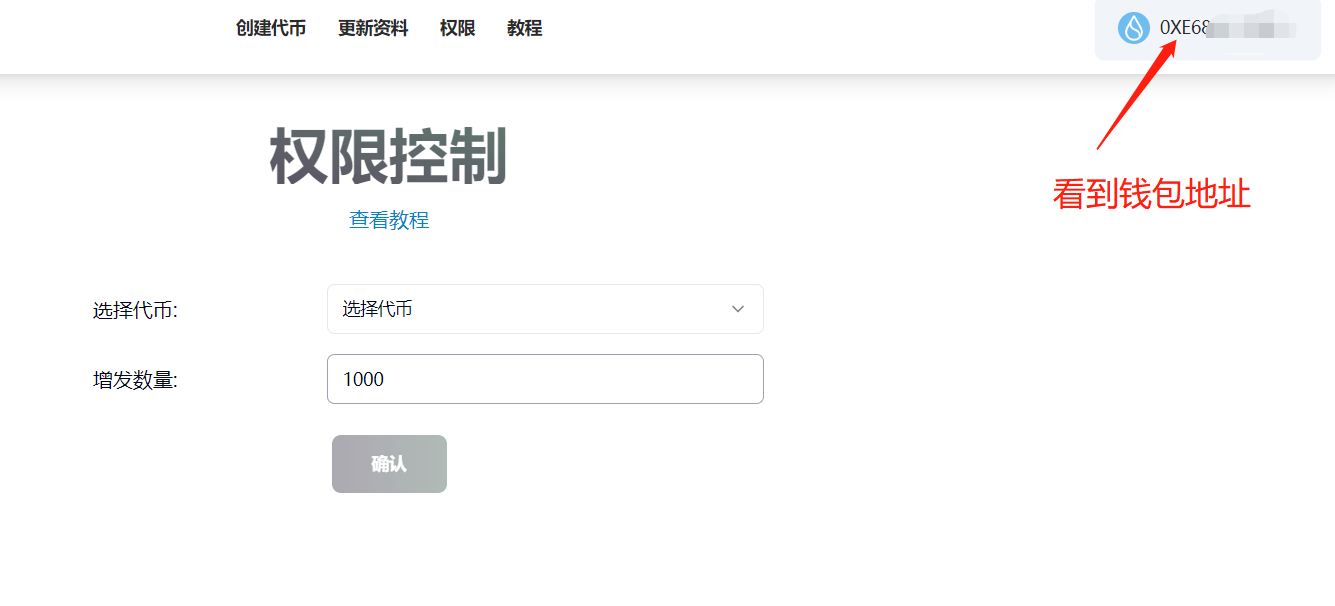 创建代币 更新资料 权限 教程 0XE68
权限控制
看到钱包地址
查看教程
选择代币: 选择代币
增发数量: 1000
确认